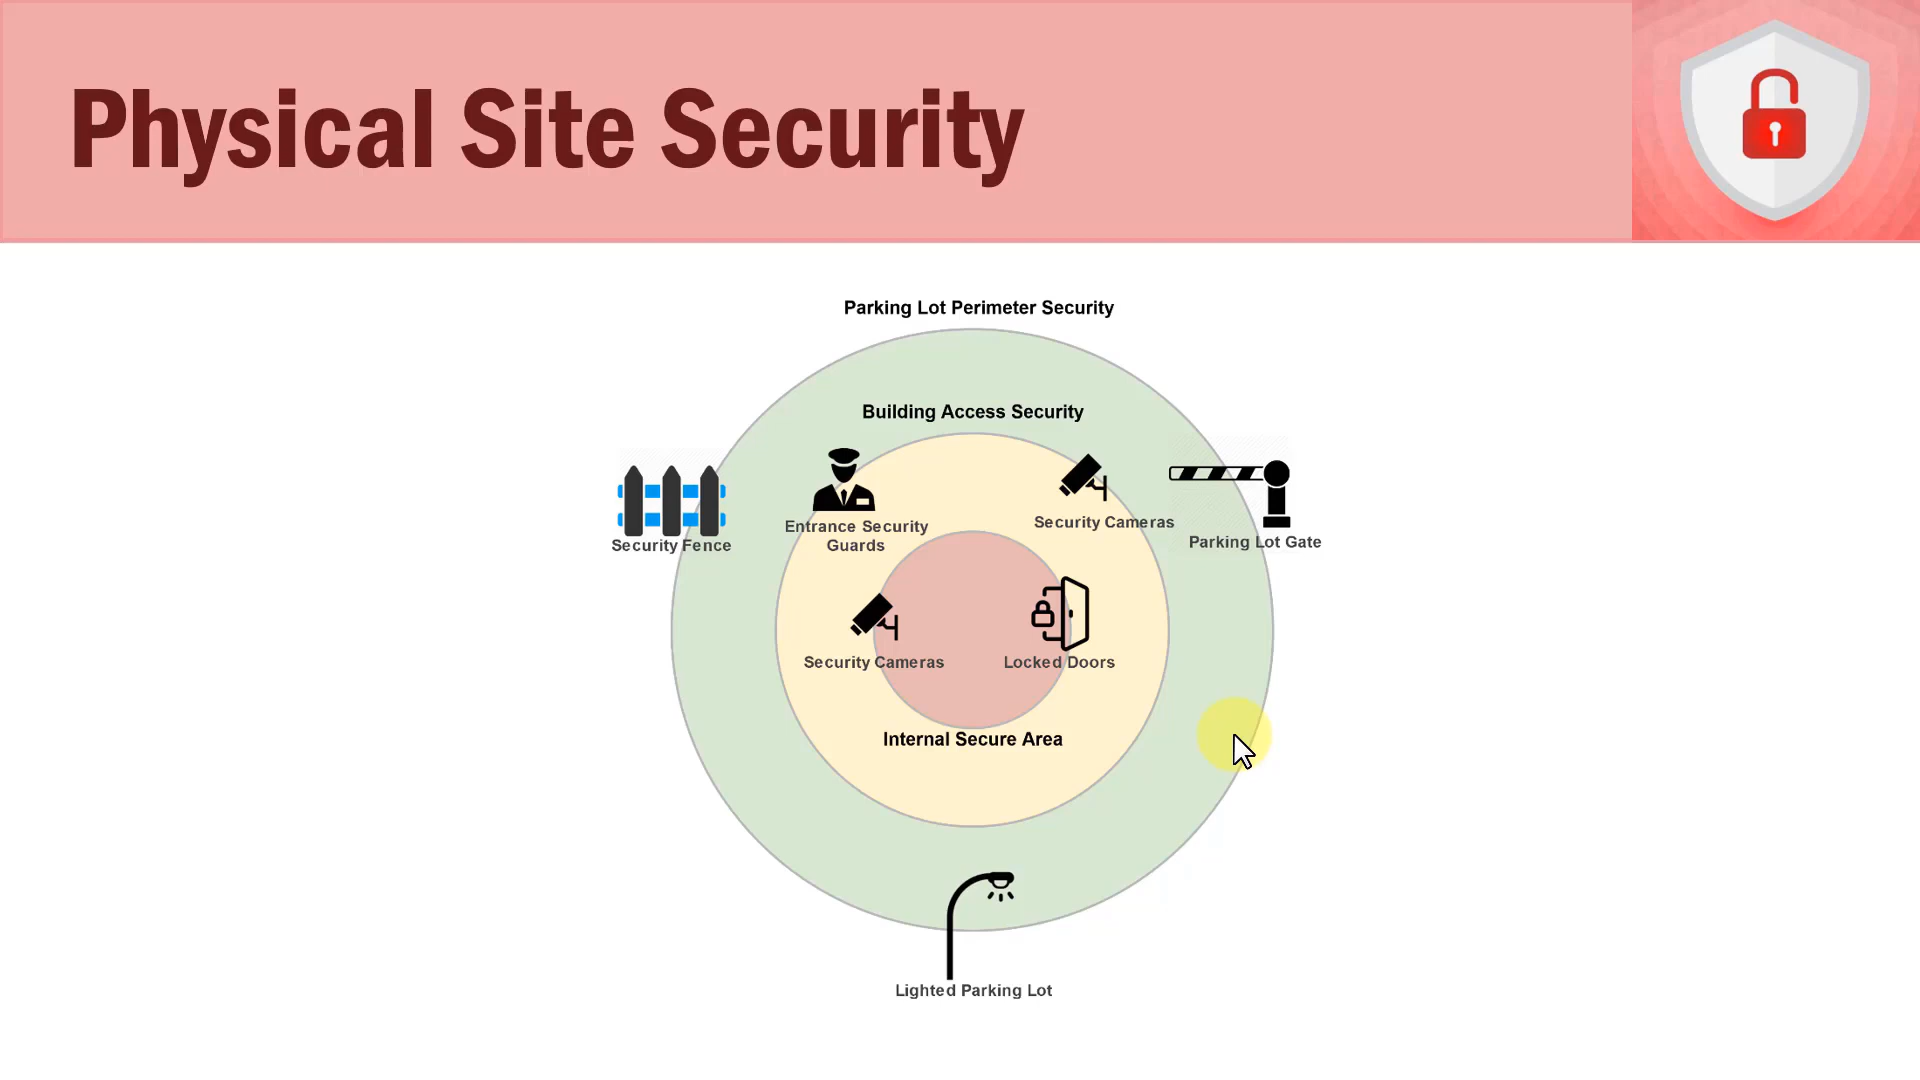 Physical Site Security
Parking Lot Perimeter Security
Building Access Security
Entrance Security
Guards
Security Cameras
Security Fence
Parking Lot Gate
Security Cameras
Locked Doors
Internal Secure Area
Lighted Parking Lot